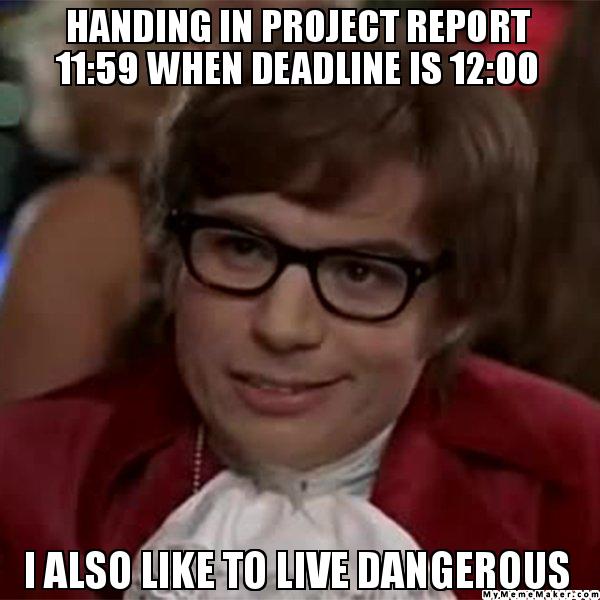 HANDING IN PROJECT REPORT
11:59 WHEN DEADLINE IS 12:00
I ALSO LIKE TO LIVE DANGEROUS
MyMemeMaker.com